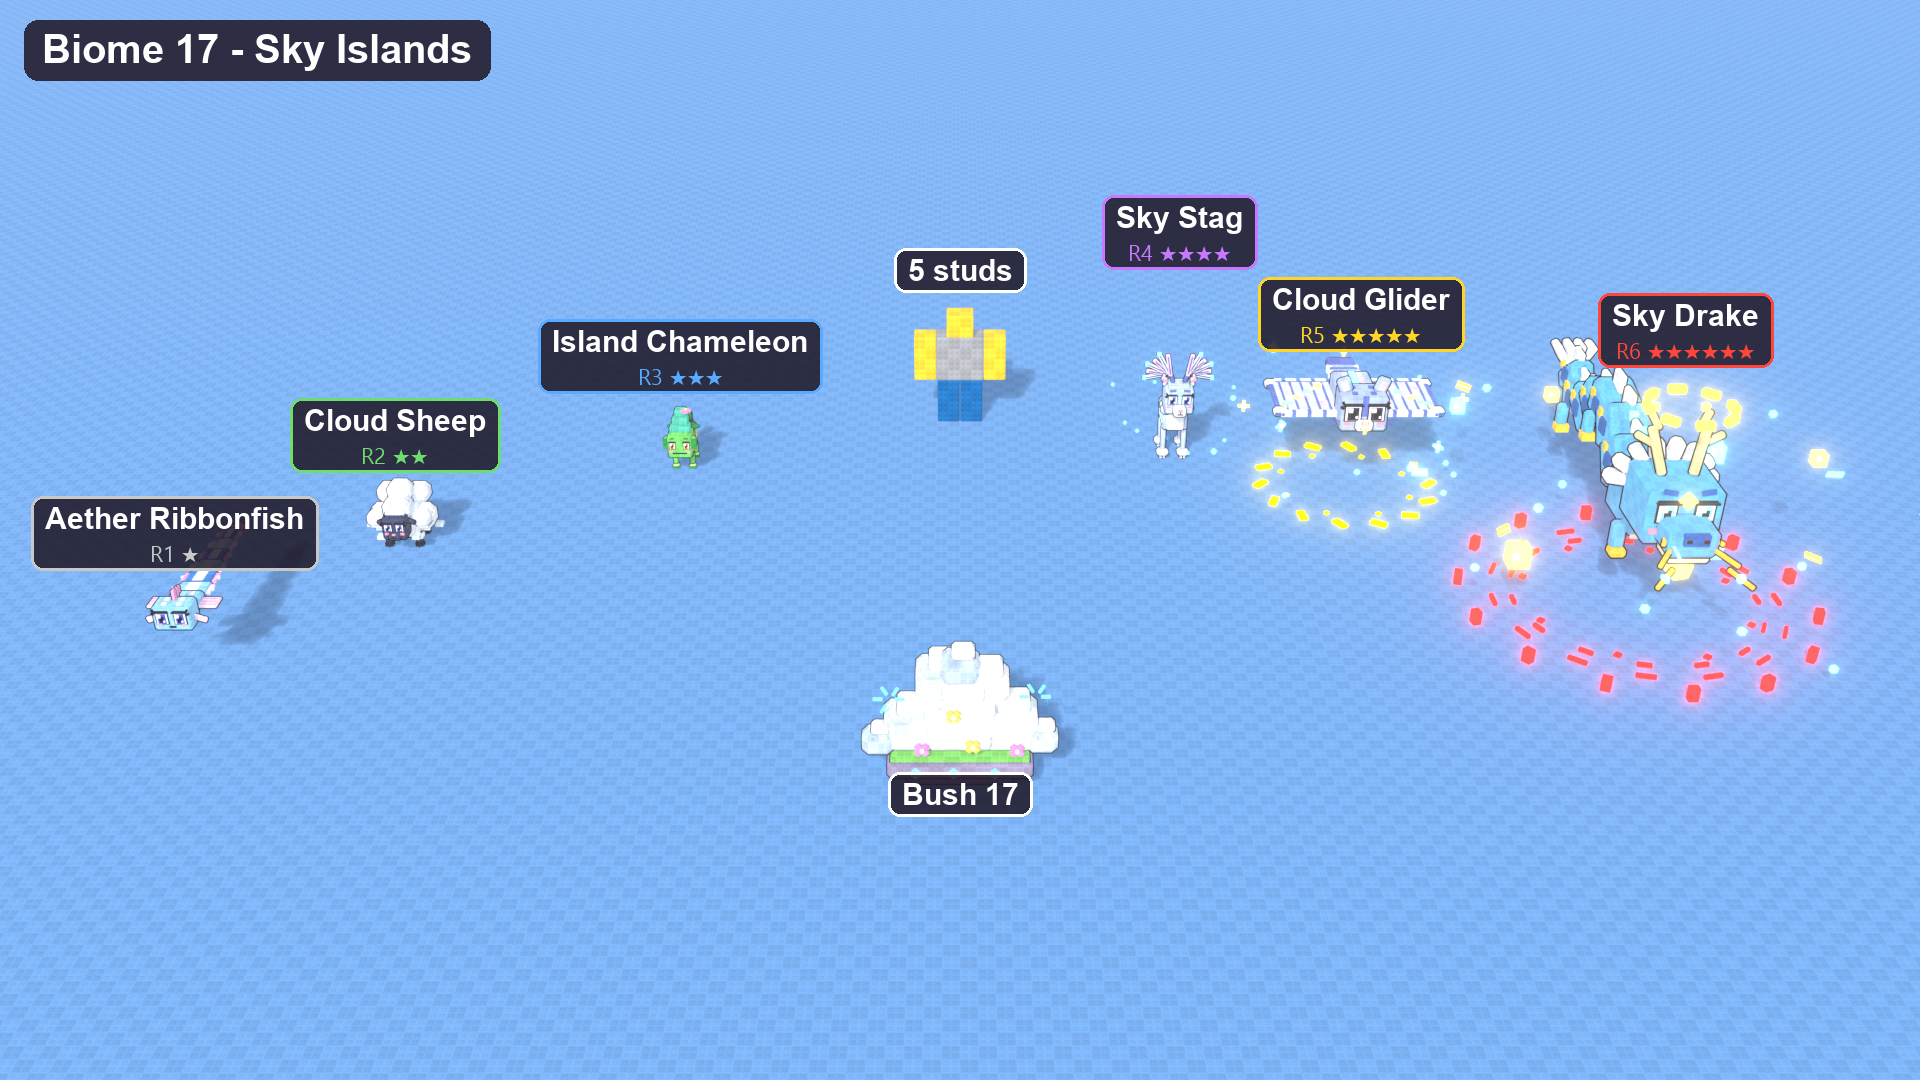 Biome 17 - Sky Islands
Sky Stag
R4 ★★★★
5 studs
Cloud Glider
R5 ★★★★★
Sky Drake
R6 ★★★★★★
Island Chameleon
R3 ★★★
Cloud Sheep
R2 ★★
Aether Ribbonfish
R1 ★
Bush 17